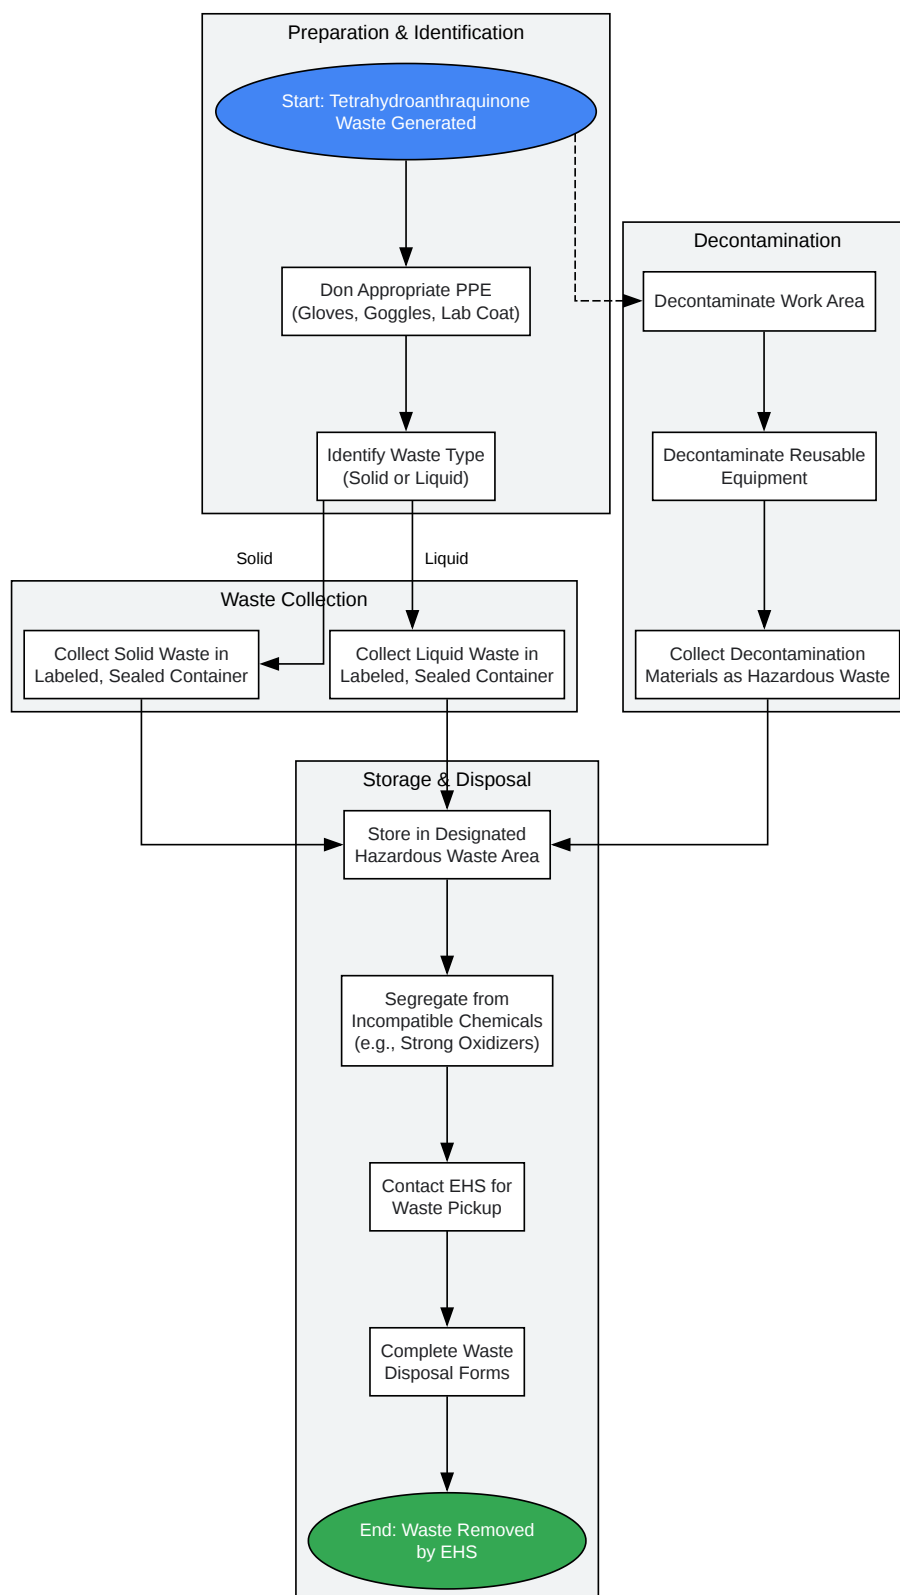 Preparation & Identification
Start: Tetrahydroanthraquinone
Waste Generated
Don Appropriate PPE
(Gloves, Goggles, Lab Coat)
Identify Waste Type
(Solid or Liquid)
Decontamination
Decontaminate Work Area
Decontaminate Reusable
Equipment
Collect Decontamination
Materials as Hazardous Waste
Solid
Liquid
Waste Collection
Collect Solid Waste in
Labeled, Sealed Container
Collect Liquid Waste in
Labeled, Sealed Container
Storage & Disposal
Store in Designated
Hazardous Waste Area
Segregate from
Incompatible Chemicals
(e.g., Strong Oxidizers)
Contact EHS for
Waste Pickup
Complete Waste
Disposal Forms
End: Waste Removed
by EHS